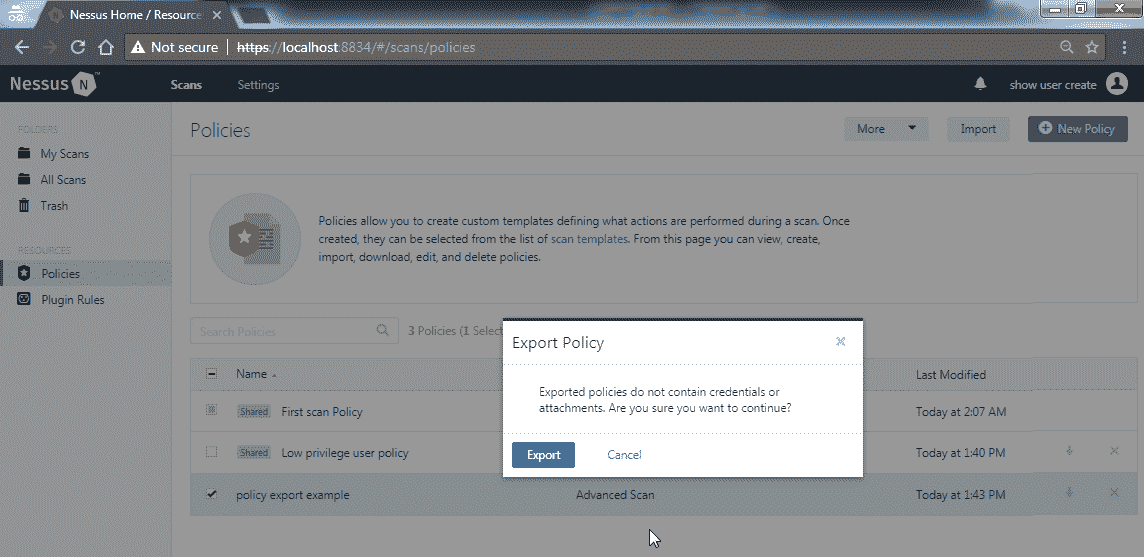 Nessus Home / Resource
Not secure https://localhost:8834/#/scans/policies
Nessus N Scans Settings show user create
FOLDERS
My Scans
All Scans
Trash
RESOURCES
Policies
Plugin Rules
Policies More Import New Policy
Policies allow you to create custom templates defining what actions are performed during a scan. Once
created, they can be selected from the list of scan templates. From this page you can view, create,
import, download, edit, and delete policies.
Search Policies 3 Policies (1 Select
Name Last Modified
Shared First scan Policy Today at 2:07 AM
Shared Low privilege user policy Today at 1:40 PM
policy export example Advanced Scan Today at 1:43 PM
Export Policy
Exported policies do not contain credentials or
attachments. Are you sure you want to continue?
Export Cancel